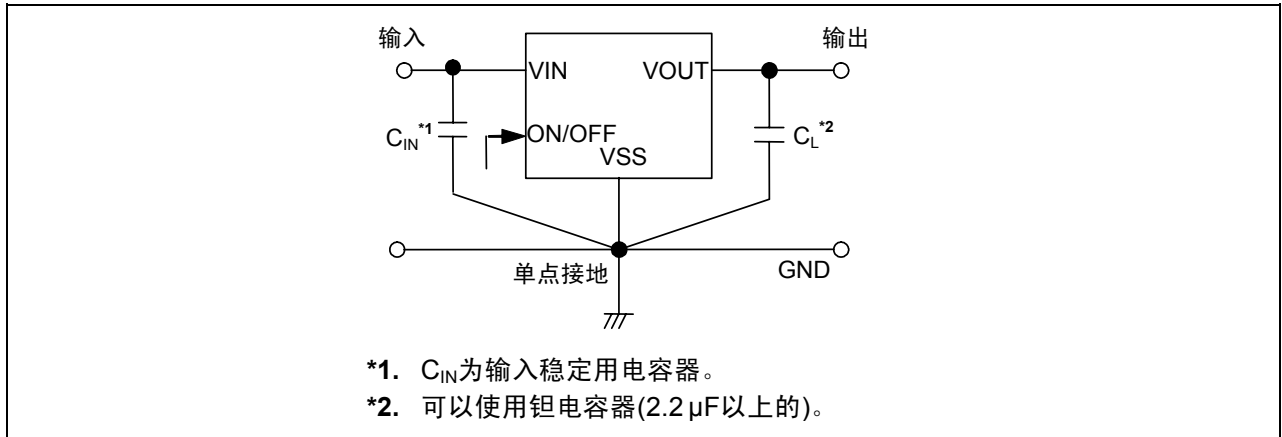 输入
输出
VIN
VOUT
C_IN*1
ON/OFF
C_L*2
VSS
单点接地
GND
*1. C_IN为输入稳定用电容器。
*2. 可以使用钽电容器(2.2 μF以上的)。